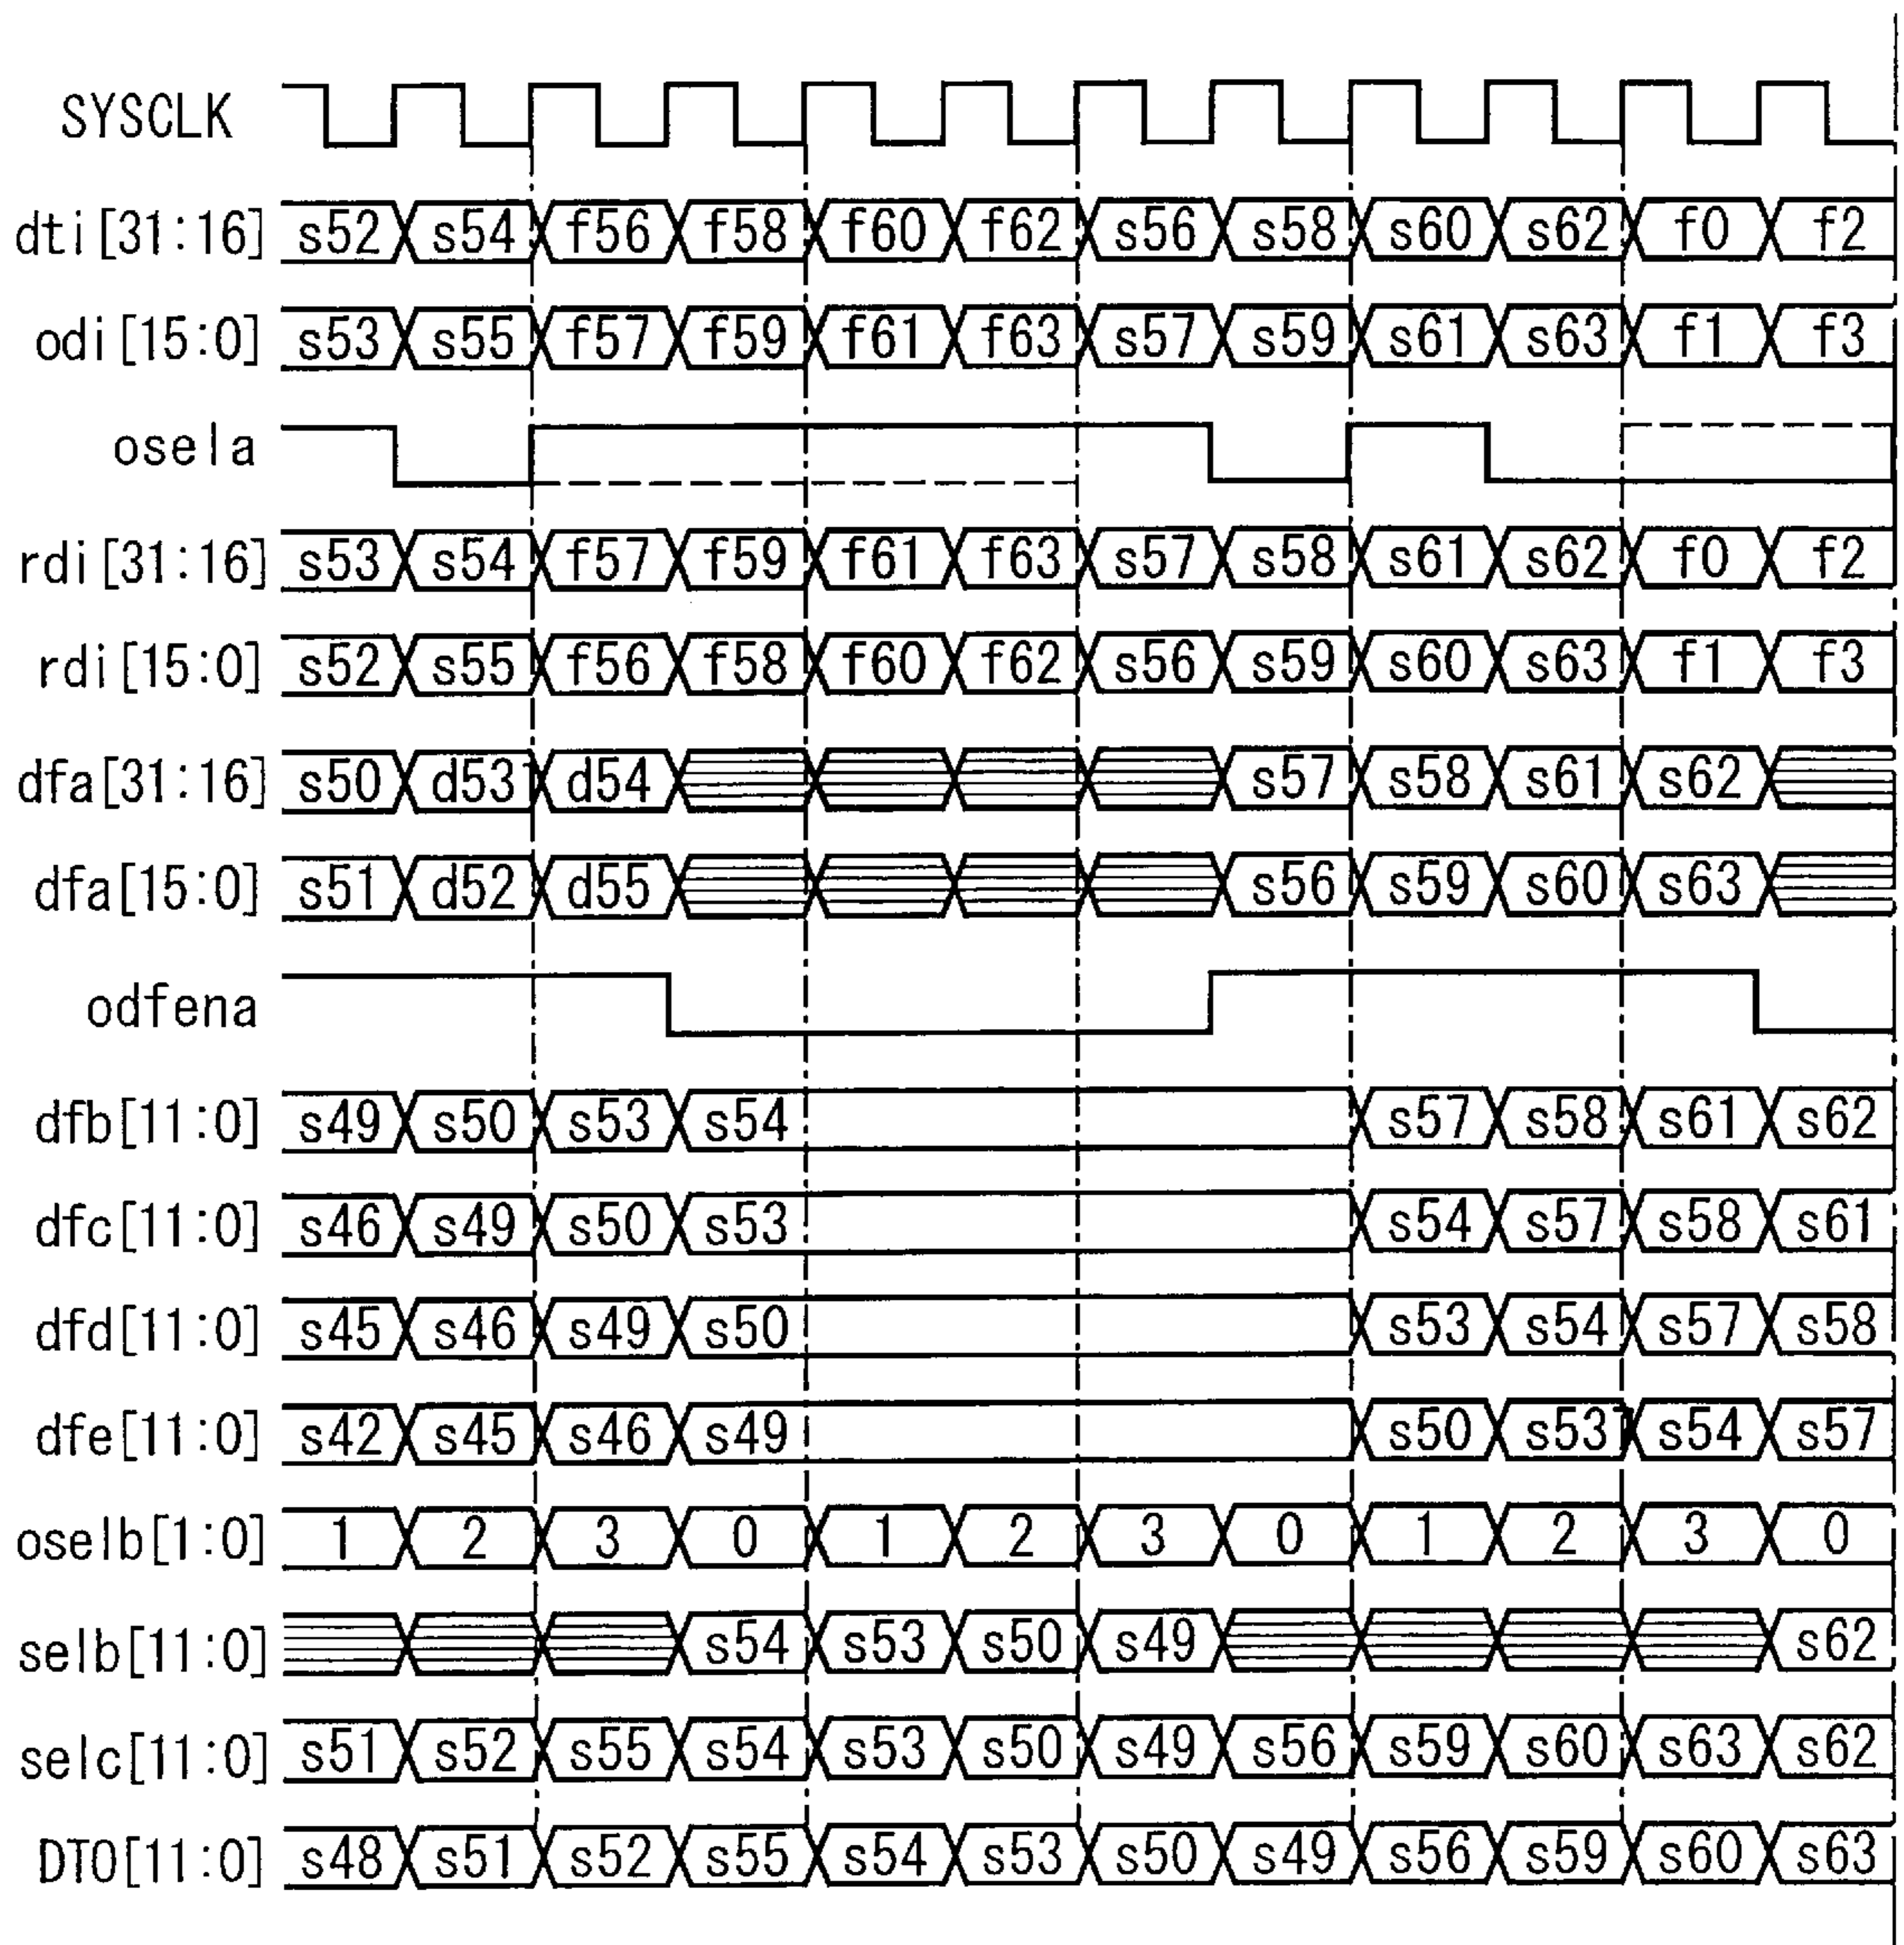 SYSCLK
dti[31:16] s52 s54 f56 f58 f60 f62 s56 s58 s60 s62 f0 f2
odi[15:0] s53 s55 f57 f59 f61 f63 s57 s59 s61 s63 f1 f3
osela
rdi[31:16] s53 s54 f57 f59 f61 f63 s57 s58 s61 s62 f0 f2
rdi[15:0] s52 s55 f56 f58 f60 f62 s56 s59 s60 s63 f1 f3
dfa[31:16] s50 d53 d54 s57 s58 s61 s62
dfa[15:0] s51 d52 d55 s56 s59 s60 s63
odfena
dfb[11:0] s49 s50 s53 s54 s57 s58 s61 s62
dfc[11:0] s46 s49 s50 s53 s54 s57 s58 s61
dfd[11:0] s45 s46 s49 s50 s53 s54 s57 s58
dfe[11:0] s42 s45 s46 s49 s50 s53 s54 s57
oselb[1:0] 1 2 3 0 1 2 3 0 1 2 3 0
selb[11:0] s54 s53 s50 s49 s62
selc[11:0] s51 s52 s55 s54 s53 s50 s49 s56 s59 s60 s63 s62
DTO[11:0] s48 s51 s52 s55 s54 s53 s50 s49 s56 s59 s60 s63